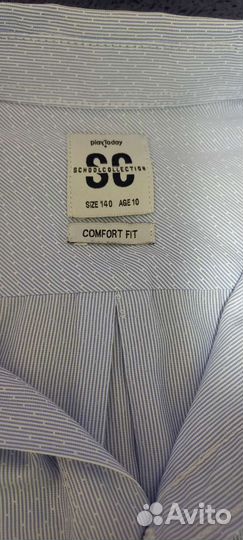 playToday
SC
SCHOOLCOLLECTION
SIZE 140 AGE 10
COMFORT FIT
Avito